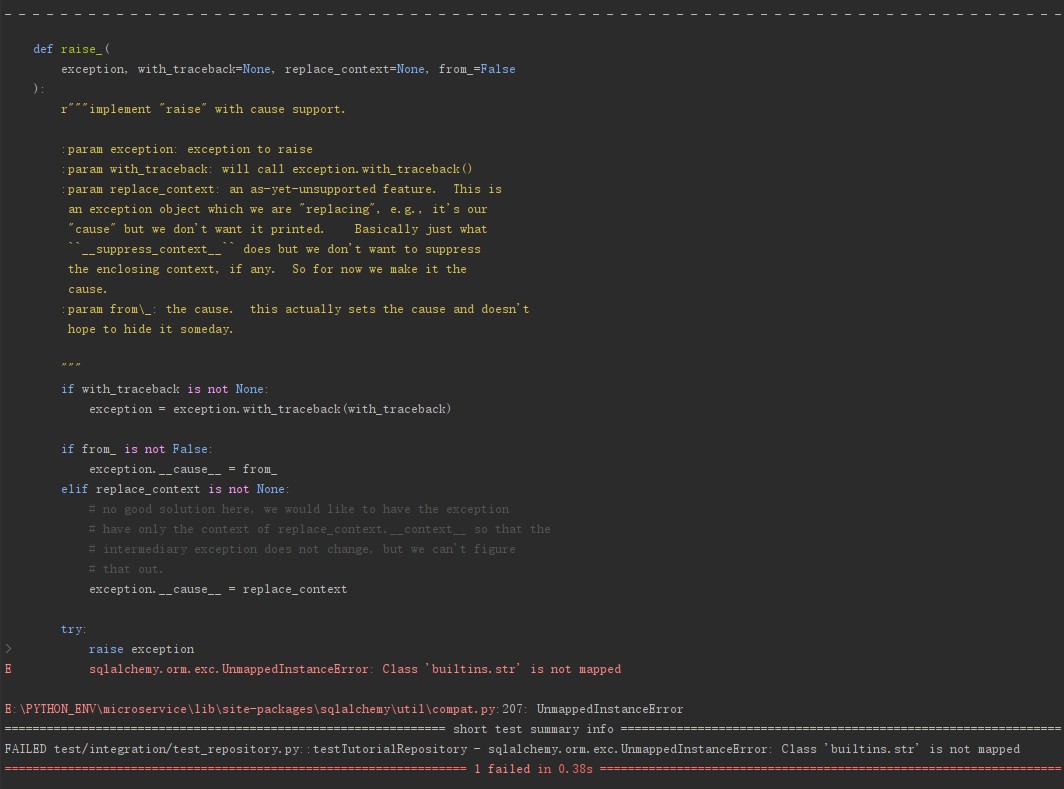 _ _ _ _ _ _ _ _ _ _ _ _ _ _ _ _ _ _ _ _ _ _ _ _ _ _ _ _ _ _ _ _ _ _ _ _ _ _ _ _ _ _ _ _ _ _ _ _ _ _ _ _ _ _ _ _ _ _ _ _ _ _ _ _ _ _ _ _ _ _ _ _ _ _ _ _
    def raise_(
        exception, with_traceback=None, replace_context=None, from_=False
    ):
        r"""implement "raise" with cause support.

        :param exception: exception to raise
        :param with_traceback: will call exception.with_traceback()
        :param replace_context: an as-yet-unsupported feature.  This is
         an exception object which we are "replacing", e.g., it's our
         "cause" but we don't want it printed.    Basically just what
         ``__suppress_context__`` does but we don't want to suppress
         the enclosing context, if any.  So for now we make it the
         cause.
        :param from\_: the cause.  this actually sets the cause and doesn't
         hope to hide it someday.

        """
        if with_traceback is not None:
            exception = exception.with_traceback(with_traceback)

        if from_ is not False:
            exception.__cause__ = from_
        elif replace_context is not None:
            # no good solution here, we would like to have the exception
            # have only the context of replace_context.__context__ so that the
            # intermediary exception does not change, but we can't figure
            # that out.
            exception.__cause__ = replace_context

        try:
>           raise exception
E           sqlalchemy.orm.exc.UnmappedInstanceError: Class 'builtins.str' is not mapped

E:\PYTHON_ENV\microservice\lib\site-packages\sqlalchemy\util\compat.py:207: UnmappedInstanceError
=============================== short test summary info ===============================
FAILED test/integration/test_repository.py::testTutorialRepository - sqlalchemy.orm.exc.UnmappedInstanceError: Class 'builtins.str' is not mapped
=============================== 1 failed in 0.38s ===============================